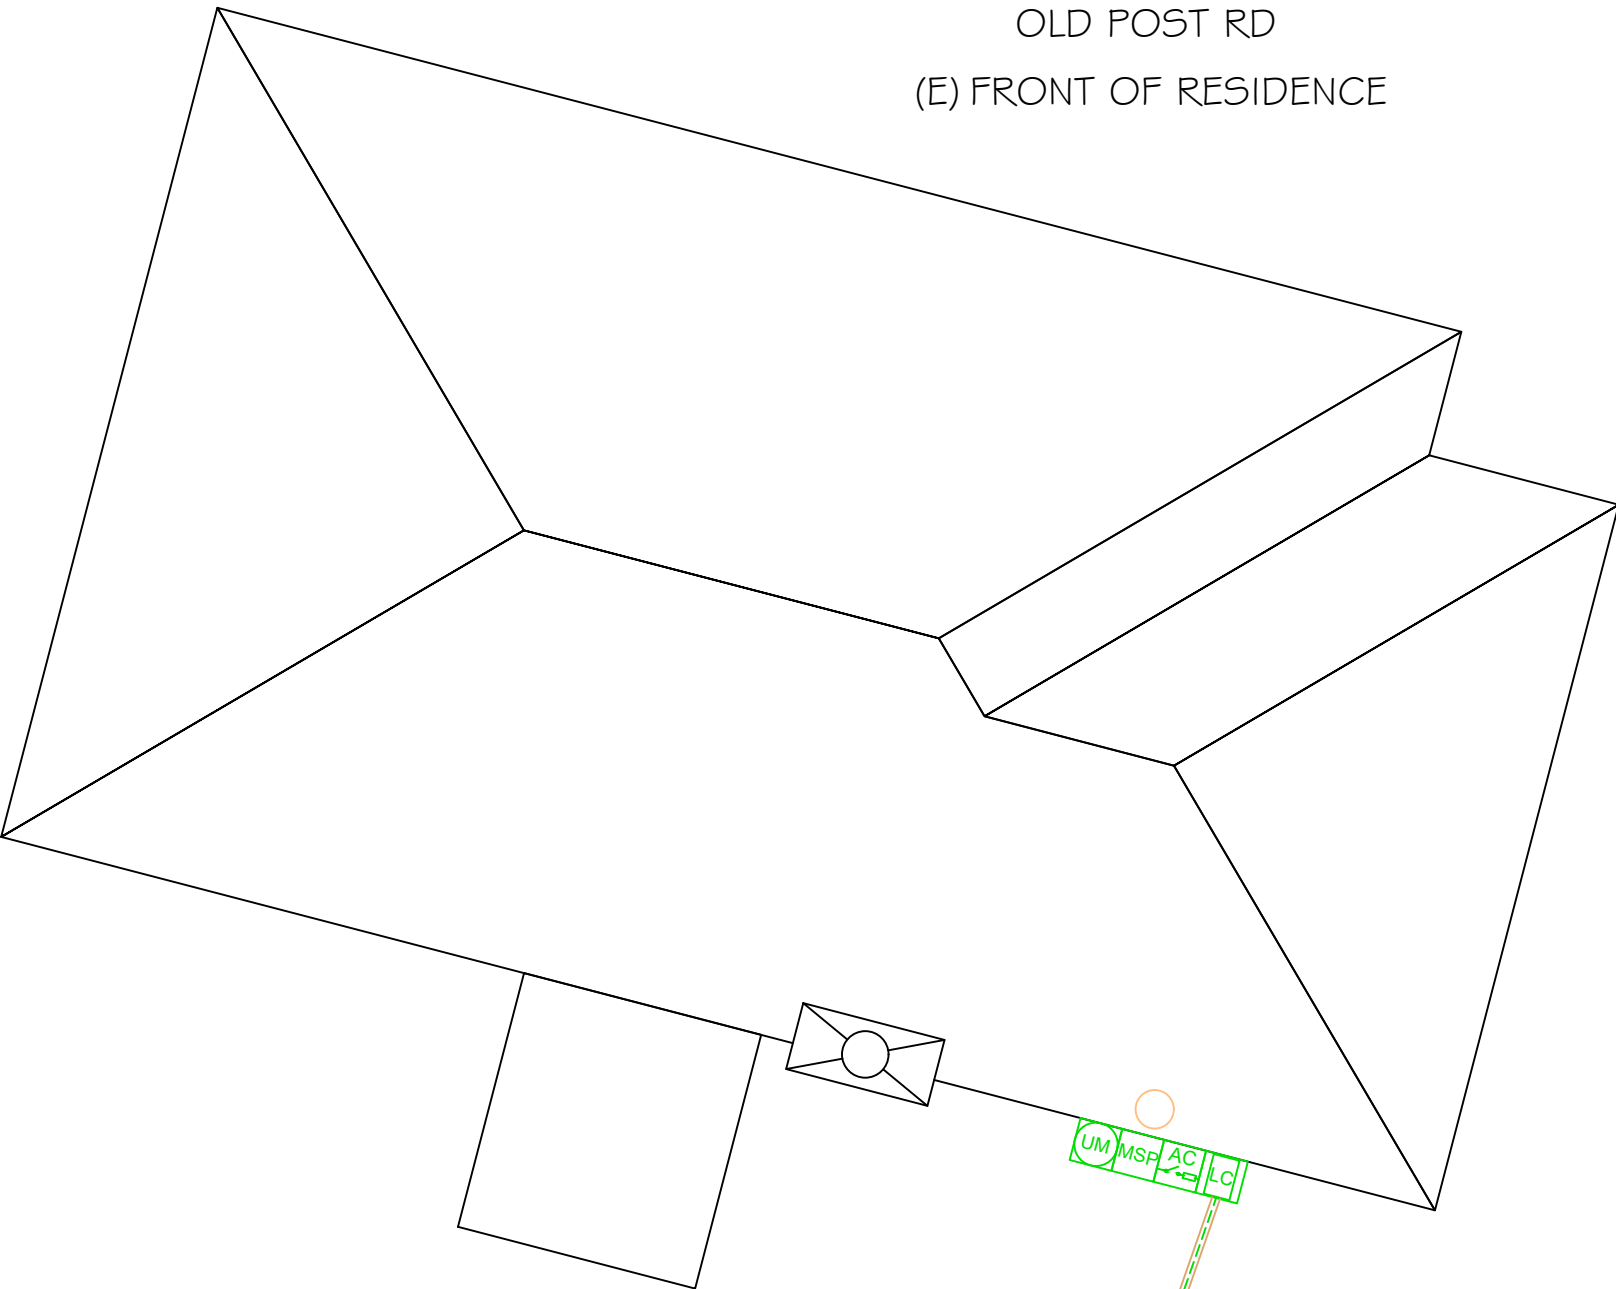 OLD POST RD
(E) FRONT OF RESIDENCE
UM
MSP
AC
LC